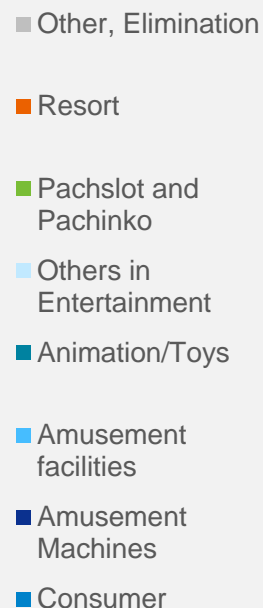 Other, Elimination
Resort
Pachslot and
Pachinko
Others in
Entertainment
Animation/Toys
Amusement
facilities
Amusement
Machines
Consumer